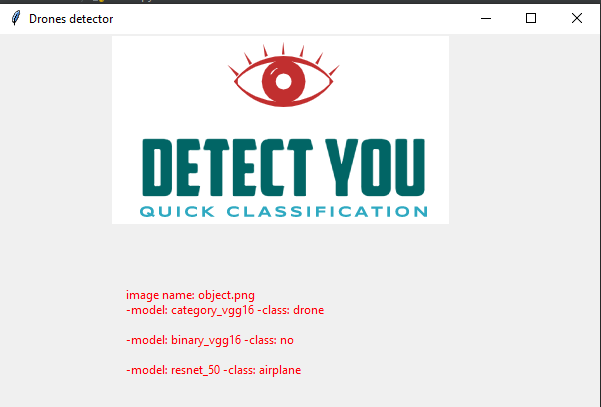 Drones detector
DETECT YOU
QUICK CLASSIFICATION
image name: object.png
-model: category_vgg16 -class: drone
-model: binary_vgg16 -class: no
-model: resnet_50 -class: airplane